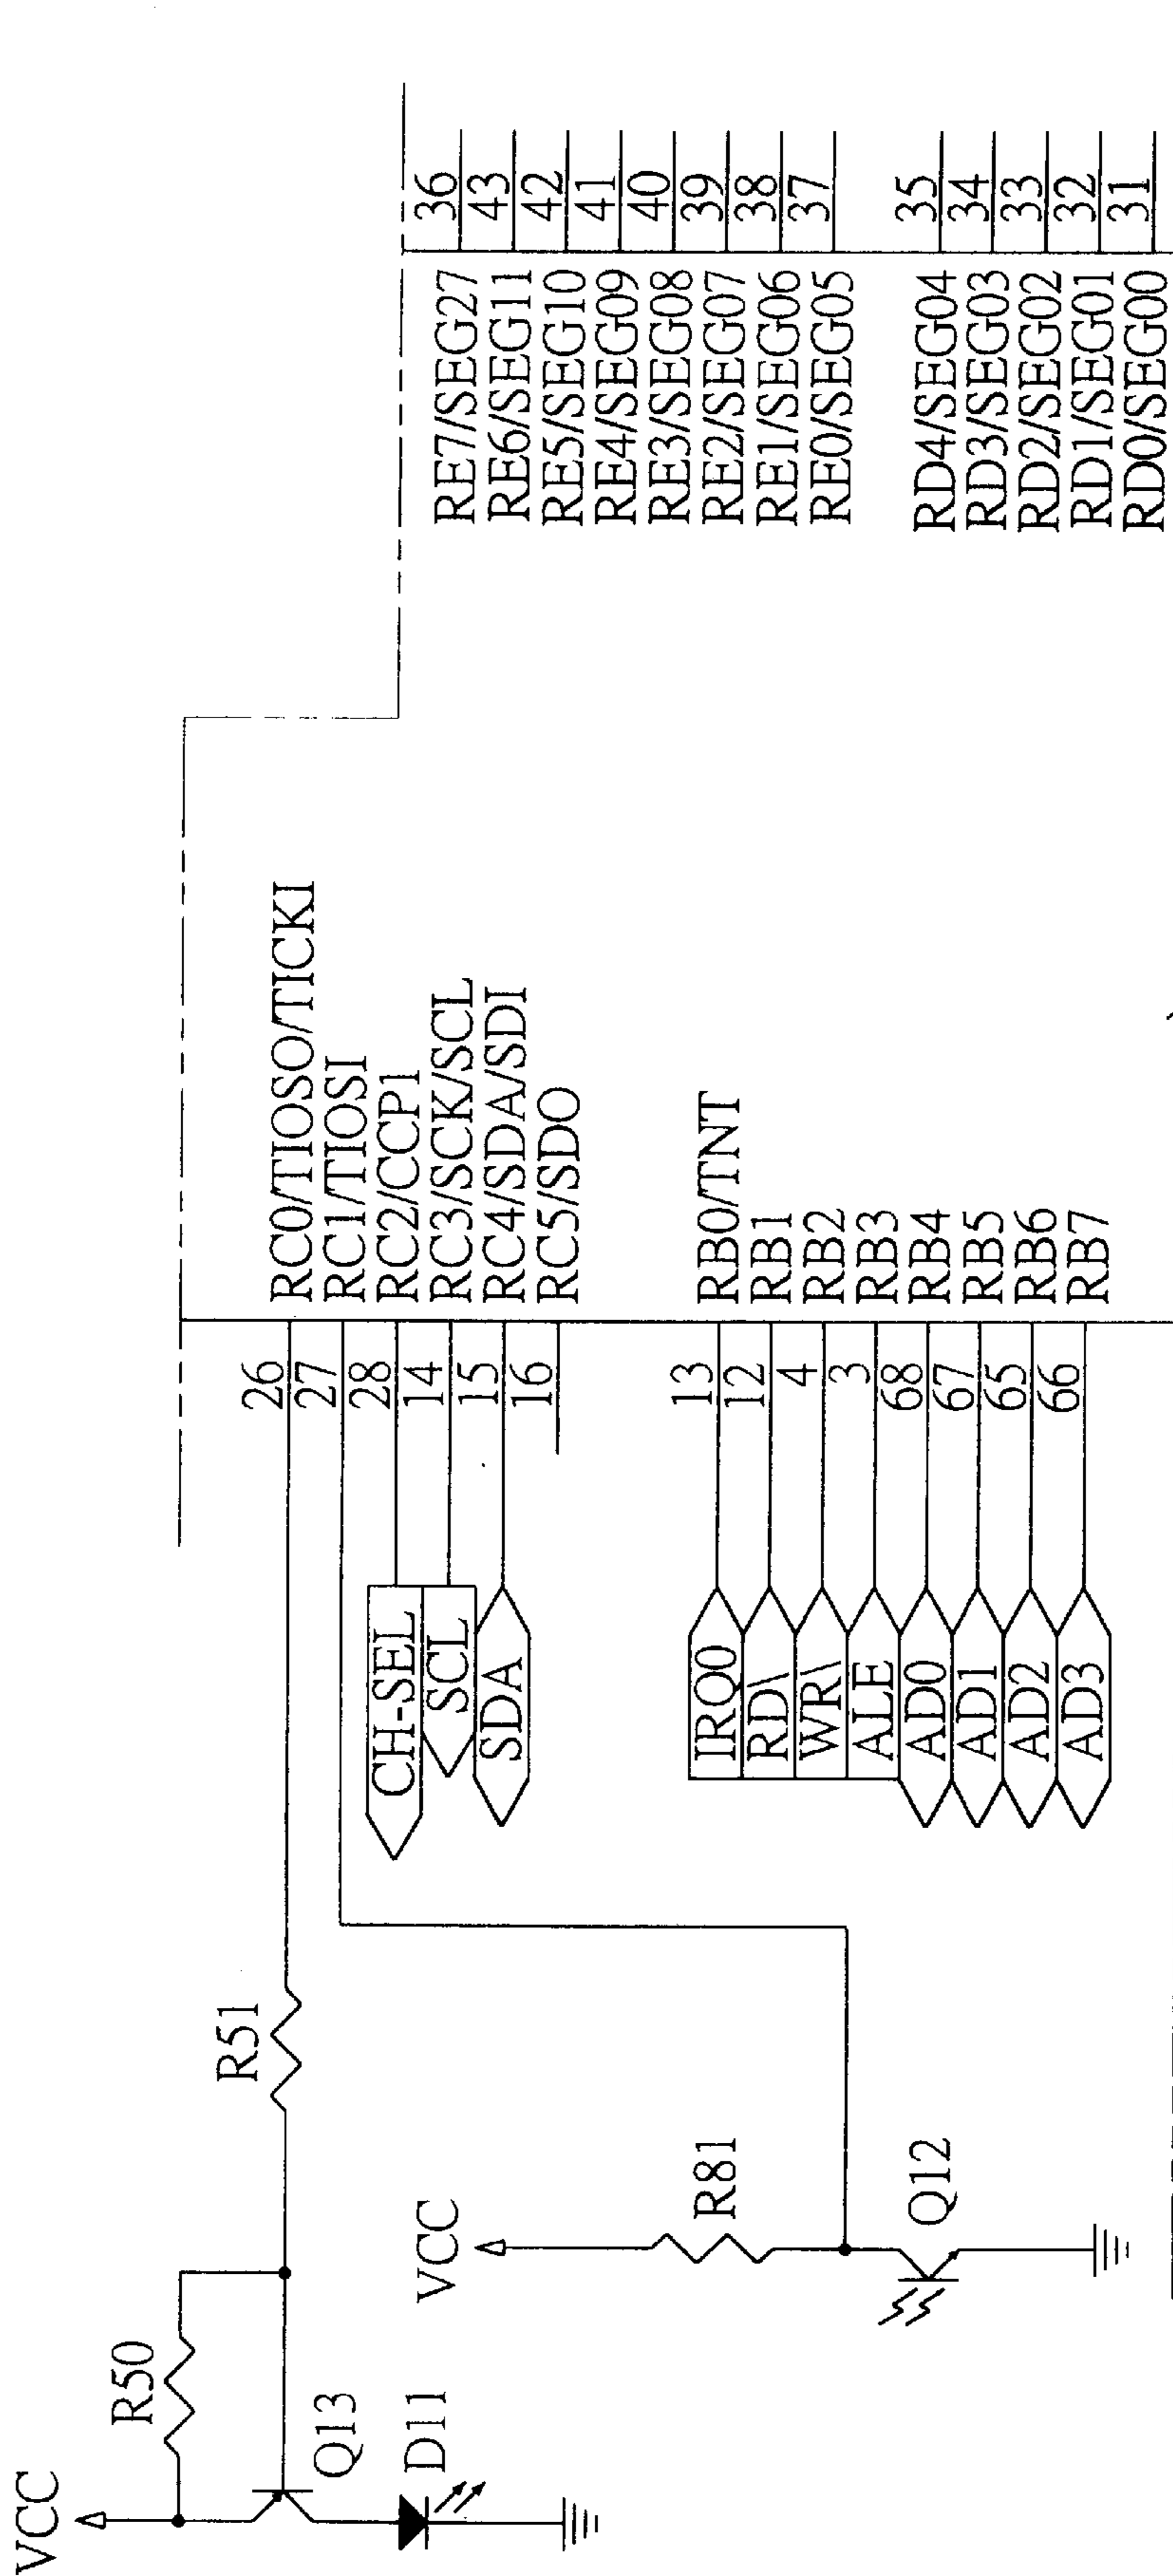 VCC
R50
Q13
D11
R51
VCC
R81
Q12
CH-SEL
SCL
SDA
IRQ0
RD\
WR\
ALE
AD0
AD1
AD2
AD3
26 RC0/TIOSO/TICKI
27 RC1/TIOSI
28 RC2/CCP1
14 RC3/SCK/SCL
15 RC4/SDA/SDI
16 RC5/SDO
13 RB0/TNT
12 RB1
4 RB2
3 RB3
68 RB4
67 RB5
65 RB6
66 RB7
RE7/SEG27 36
RE6/SEG11 43
RE5/SEG10 42
RE4/SEG09 41
RE3/SEG08 40
RE2/SEG07 39
RE1/SEG06 38
RE0/SEG05 37
RD4/SEG04 35
RD3/SEG03 34
RD2/SEG02 33
RD1/SEG01 32
RD0/SEG00 31